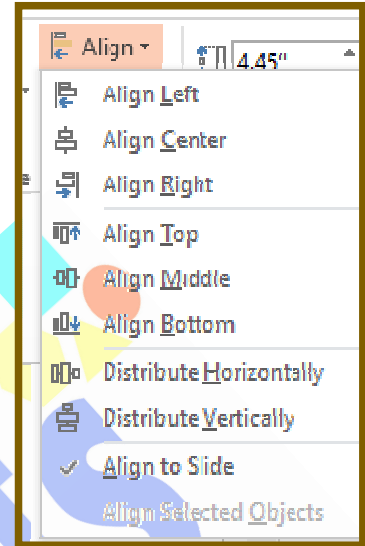 Align
4.45"
Align Left
Align Center
Align Right
Align Top
Align Middle
Align Bottom
Distribute Horizontally
Distribute Vertically
Align to Slide
Align Selected Objects